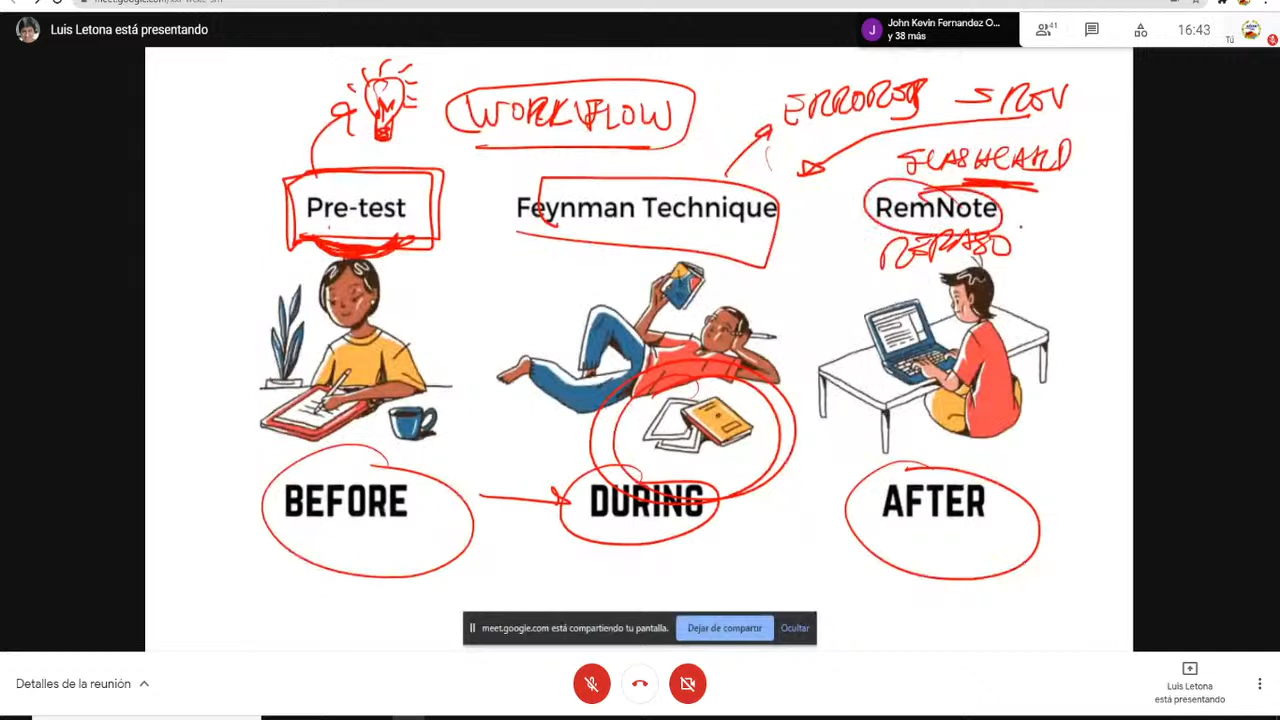 Luis Letona está presentando
John Kevin Fernandez O...
y 38 más
41
16:43
Tú
WORKFLOW
ERRORES
FLASHCARD
Pre-test
Feynman Technique
RemNote
REPASO
BEFORE
DURING
AFTER
meet.google.com está compartiendo tu pantalla.
Dejar de compartir
Ocultar
Detalles de la reunión
Luis Letona
está presentando